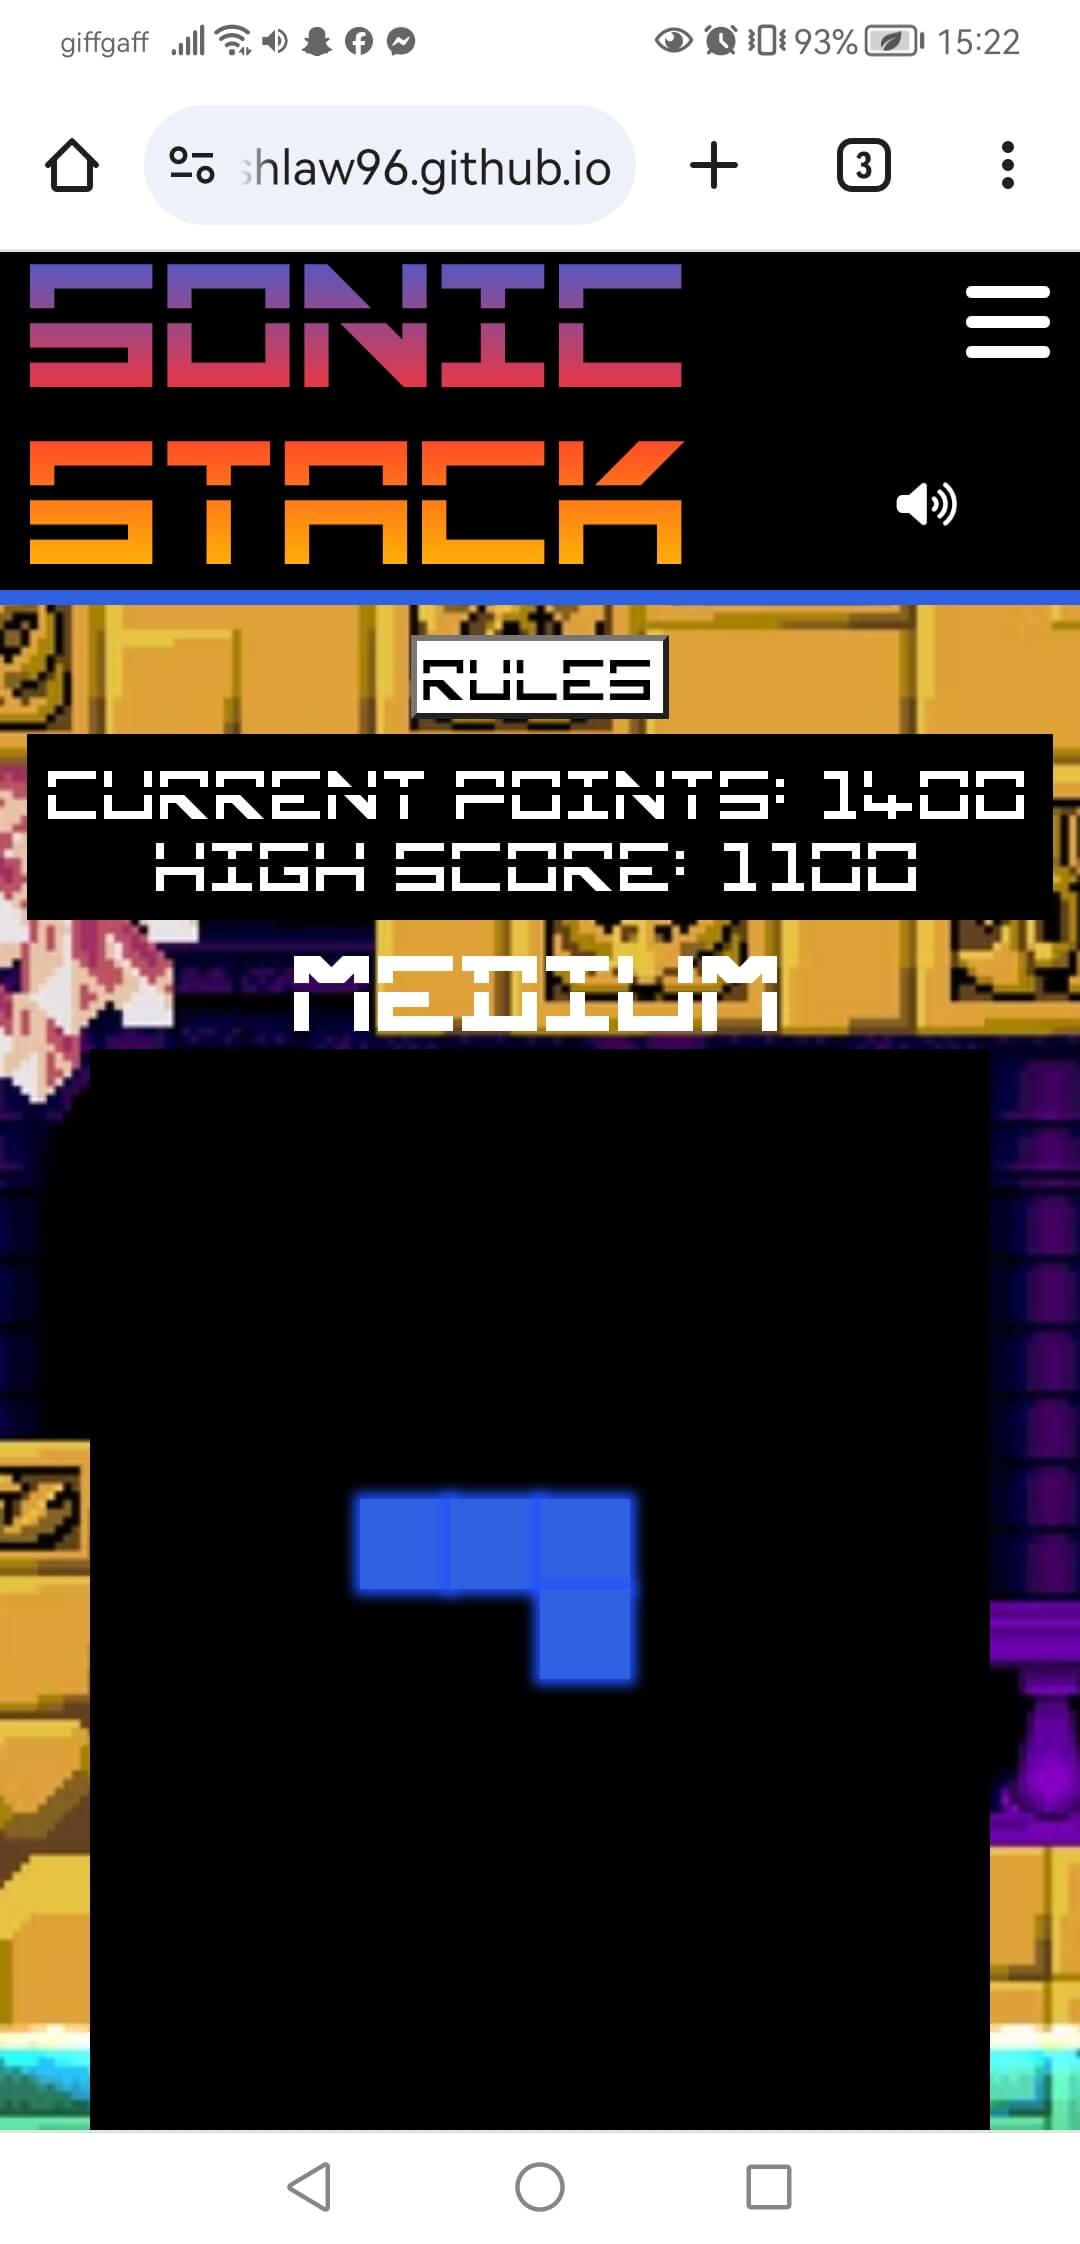 giffgaff 93% 15:22
hlaw96.github.io 3
SONIC
STACK
RULES
CURRENT POINTS: 1400
HIGH SCORE: 1100
MEDIUM